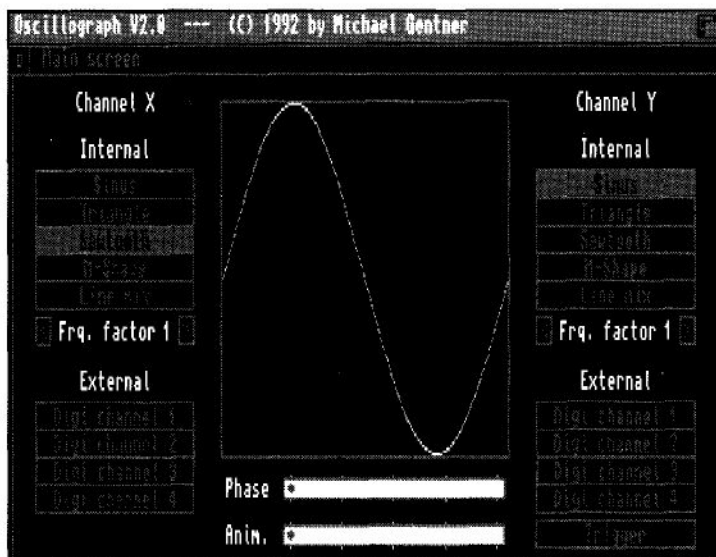 Oscillograph V2.0 --- (C) 1992 by Michael Gentner
Main screen
Channel X
Internal
Sinus
Triangle
Sawtooth
M-Shape
Line mix
Frq. factor 1
External
Digi channel 1
Digi channel 2
Digi channel 3
Digi channel 4
Phase
Anim.
Channel Y
Internal
Sinus
Triangle
Sawtooth
M-Shape
Line mix
Frq. factor 1
External
Digi channel 1
Digi channel 2
Digi channel 3
Digi channel 4
Trigger